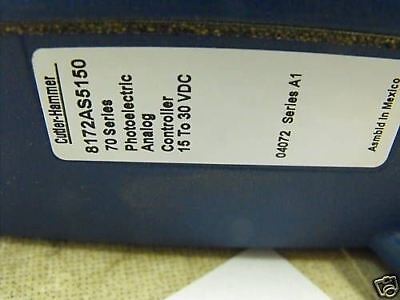 Cutler-Hammer
8172AS5150
70 Series
Photoelectric
Analog
Controller
15 To 30 VDC
04072 Series A1
Asmbld in Mexico